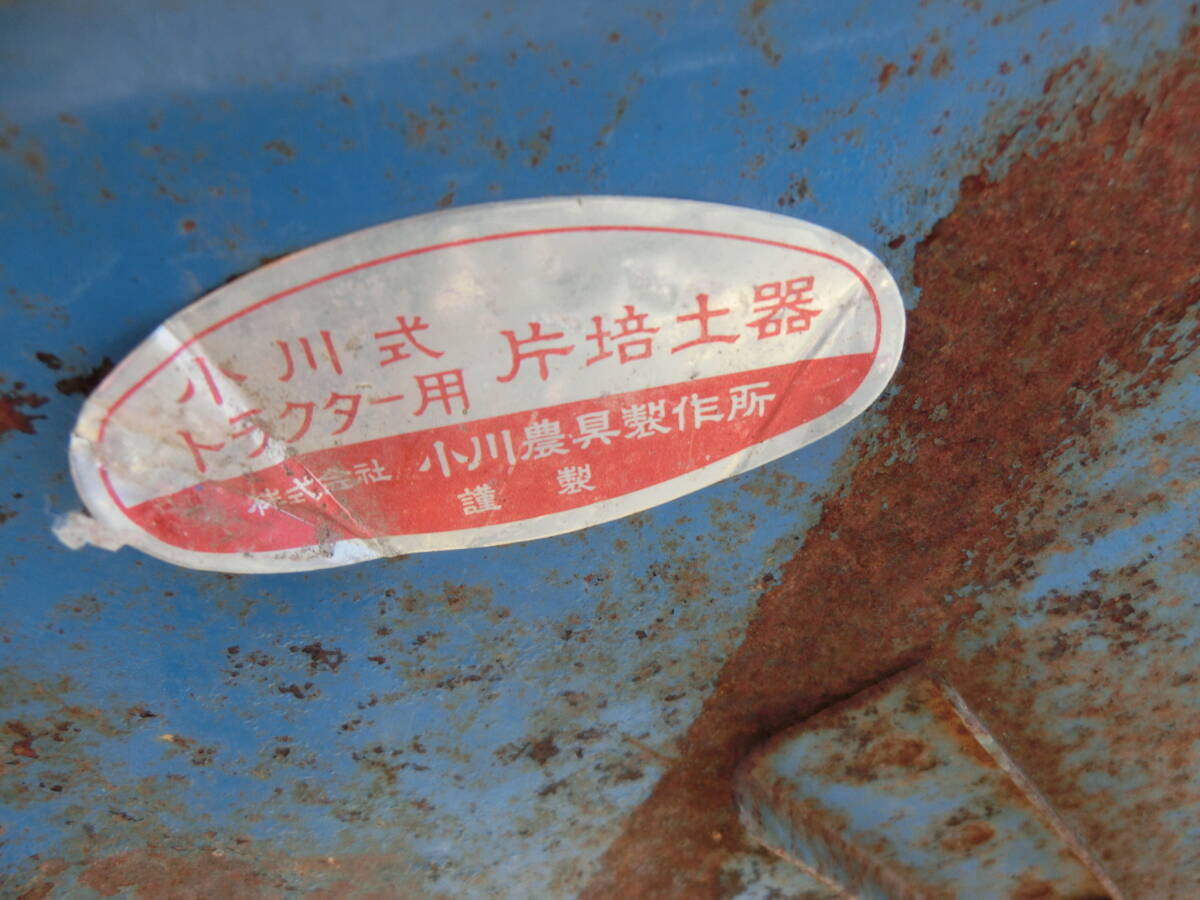 小川式
トラクター用 片培土器
株式会社 小川農具製作所
謹製